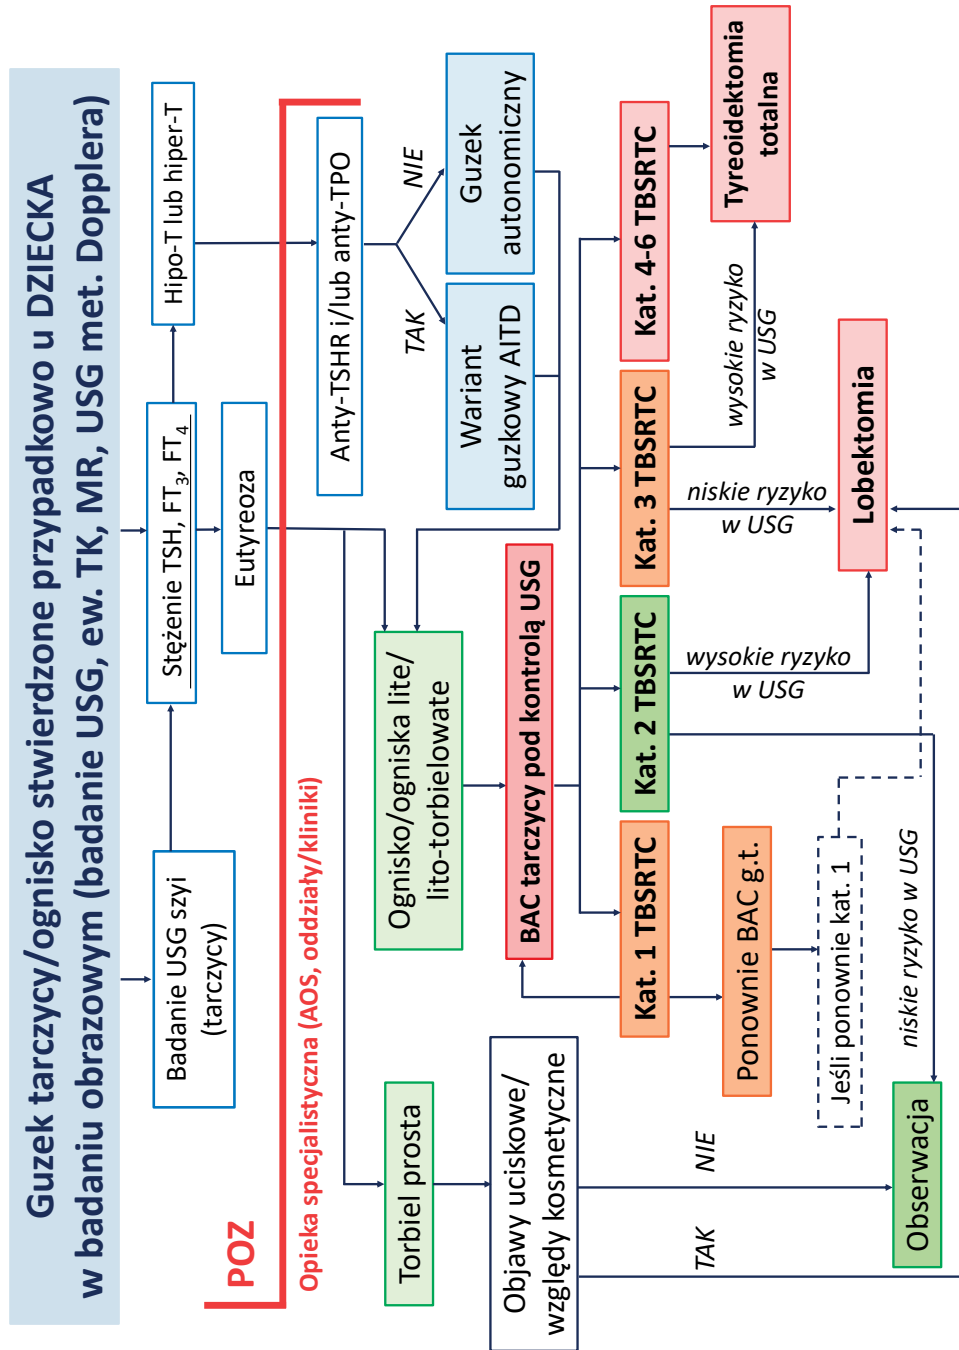 Guzek tarczycy/ognisko stwierdzone przypadkowo u DZIECKA
w badaniu obrazowym (badanie USG, ew. TK, MR, USG met. Dopplera)
Badanie USG szyi
(tarczycy)
Stężenie TSH, FT3, FT4
Hipo-T lub hiper-T
Eutyreoza
POZ
Opieka specjalistyczna (AOS, oddziały/kliniki)
Anty-TSHR i/lub anty-TPO
TAK
NIE
Wariant
guzkowy AITD
Guzek
autonomiczny
Torbiel prosta
Ognisko/ogniska lite/
lito-torbielowate
Objawy uciskowe/
względy kosmetyczne
BAC tarczycy pod kontrolą USG
Kat. 1 TBSRTC
Kat. 2 TBSRTC
Kat. 3 TBSRTC
Kat. 4-6 TBSRTC
TAK
NIE
Ponownie BAC g.t.
wysokie ryzyko
w USG
niskie ryzyko
w USG
wysokie ryzyko
w USG
Tyreoidektomia
totalna
Jeśli ponownie kat. 1
niskie ryzyko w USG
Obserwacja
Lobektomia